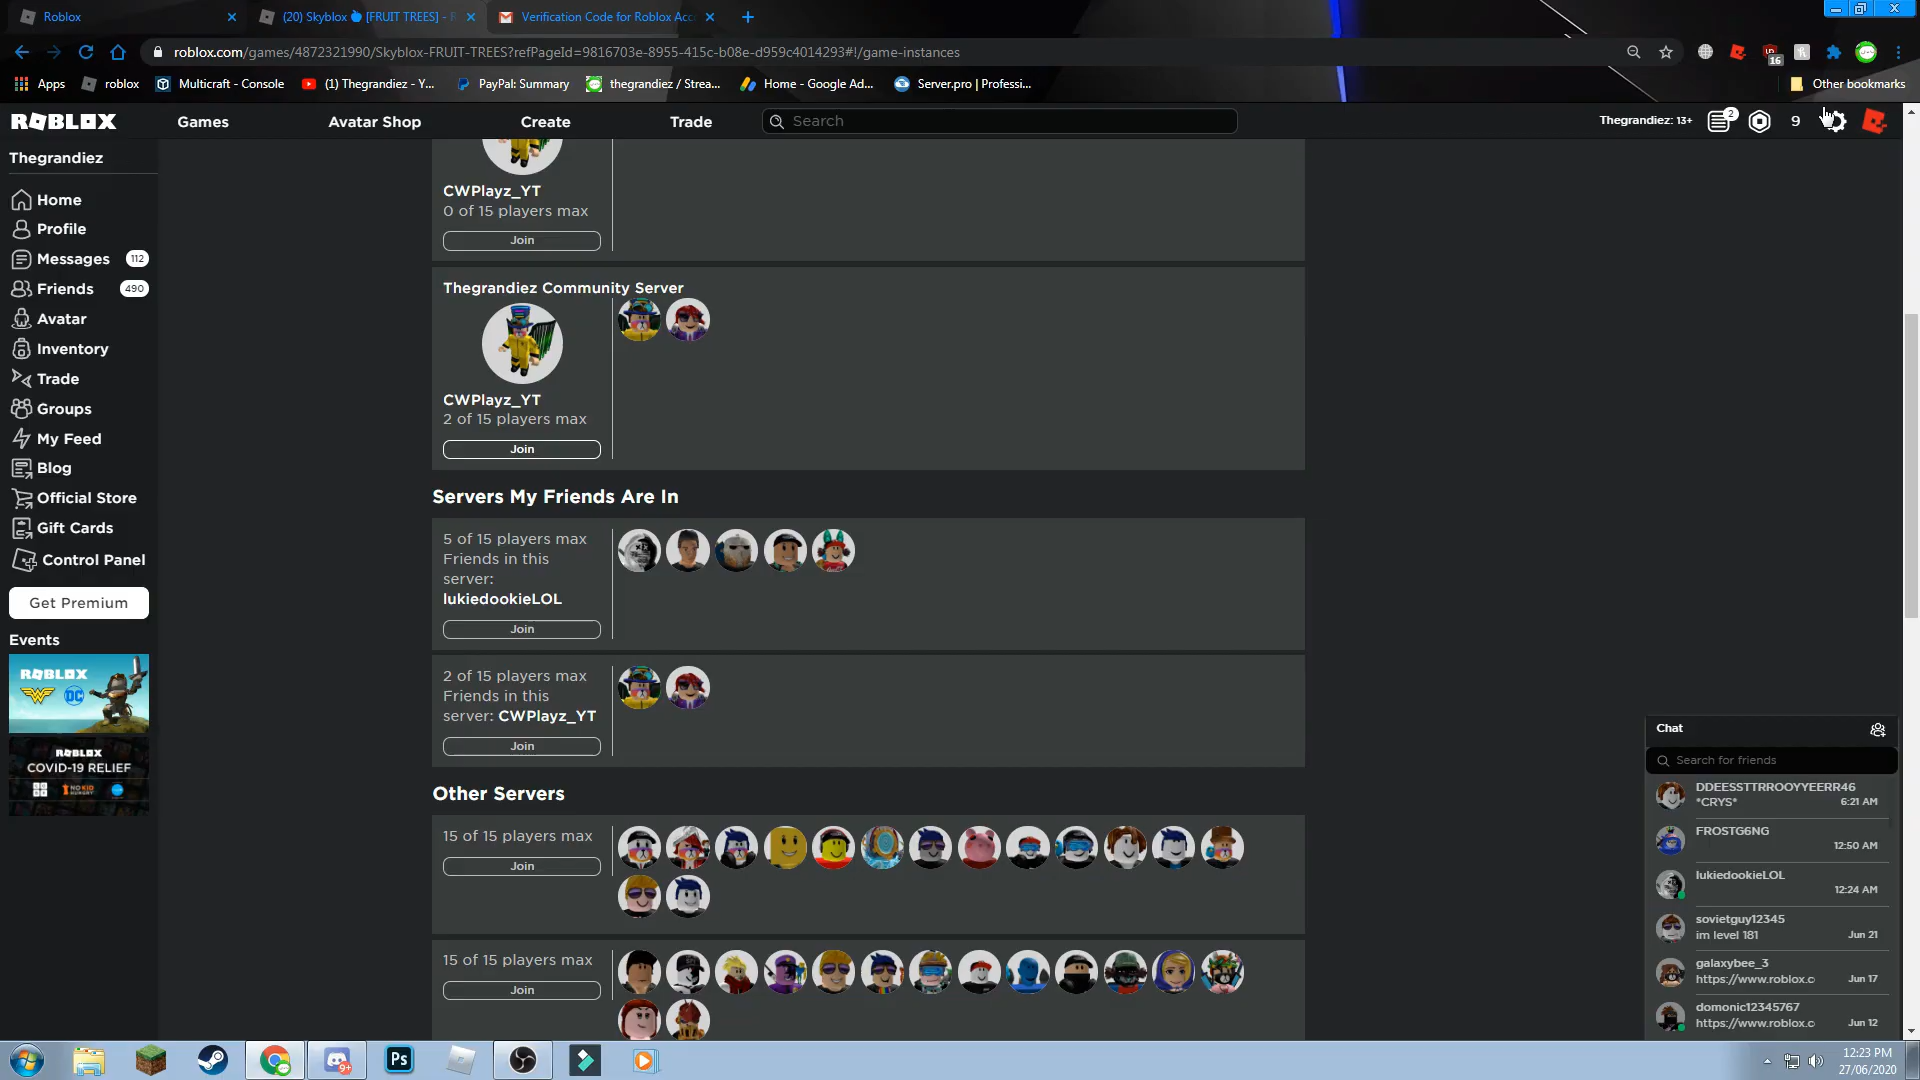 Roblox
(20) Skyblox [FRUIT TREES] - R
Verification Code for Roblox Acc
roblox.com/games/4872321990/Skyblox-FRUIT-TREES?refPageId=9816703e-8955-415c-b08e-d959c4014293#!/game-instances
16
Apps
roblox
Multicraft - Console
(1) Thegrandiez - Y...
PayPal: Summary
thegrandiez / Strea...
Home - Google Ad...
Server.pro | Professi...
Other bookmarks
ROBLOX
Games
Avatar Shop
Create
Trade
Search
Thegrandiez: 13+
2
9
Thegrandiez
Home
Profile
Messages
112
Friends
490
Avatar
Inventory
Trade
Groups
My Feed
Blog
Official Store
Gift Cards
Control Panel
Get Premium
Events
ROBLOX
DC
ROBLOX
COVID-19 RELIEF
NO KID
HUNGRY
CWPlayz_YT
0 of 15 players max
Join
Thegrandiez Community Server
CWPlayz_YT
2 of 15 players max
Join
Servers My Friends Are In
5 of 15 players max
Friends in this
server:
lukiedookieLOL
Join
2 of 15 players max
Friends in this
server: CWPlayz_YT
Join
Other Servers
15 of 15 players max
Join
15 of 15 players max
Join
Chat
Search for friends
DDEESSTTRROOYYEERR46
*CRYS*
6:21 AM
FROSTG6NG
12:50 AM
lukiedookieLOL
12:24 AM
sovietguy12345
im level 181
Jun 21
galaxybee_3
https://www.roblox.c
Jun 17
domonic12345767
https://www.roblox.c
Jun 12
9+
Ps
12:23 PM
27/06/2020